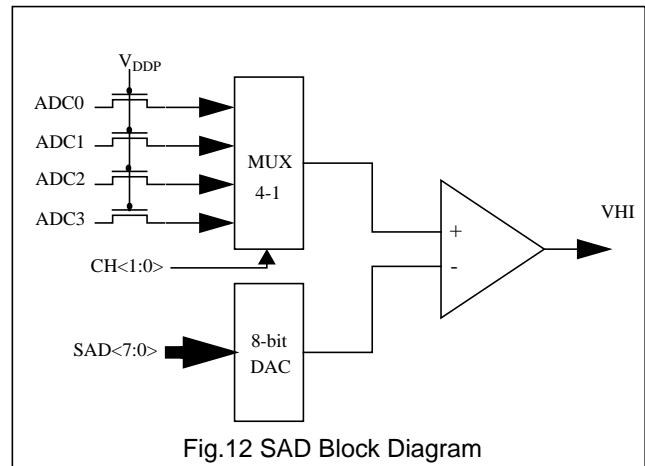 V_DDP
ADC0
ADC1
ADC2
ADC3
MUX
4-1
CH<1:0>
+
-
VHI
SAD<7:0>
8-bit
DAC
Fig.12 SAD Block Diagram